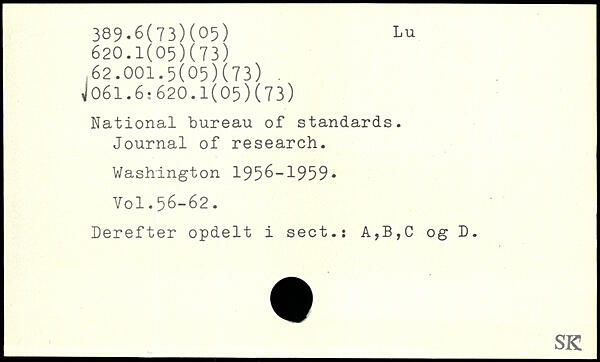 389.6(73)(05) Lu
620.1(05)(73)
62.001.5(05)(73)
√061.6:620.1(05)(73)
National bureau of standards.
Journal of research.
Washington 1956-1959.
Vol.56-62.
Derefter opdelt i sect.: A,B,C og D.
SK